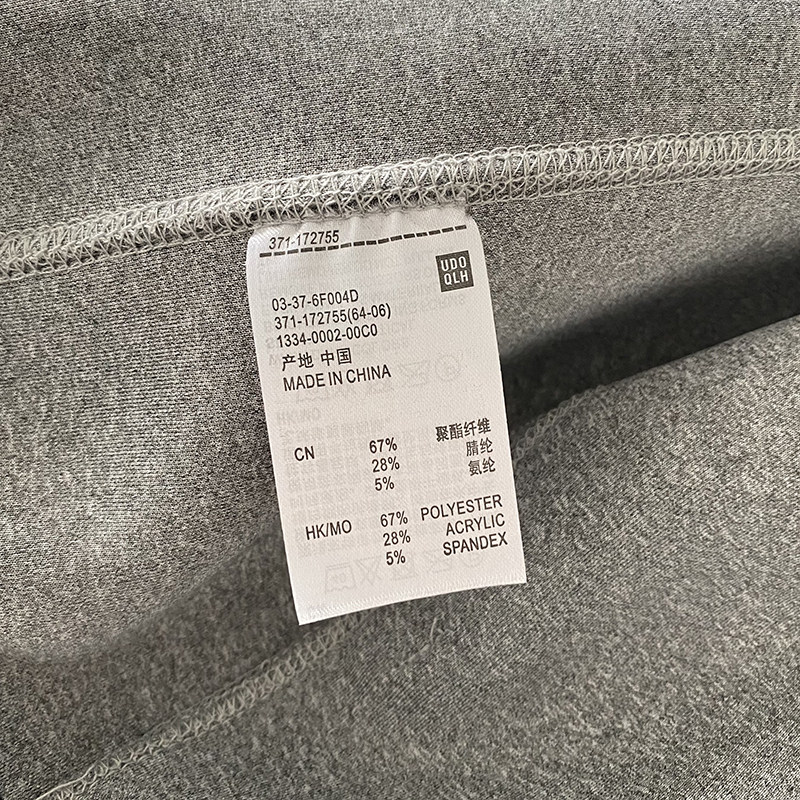 371-172755
UDO
QLH
03-37-6F004D
371-172755(64-06)
1334-0002-00C0
产地 中国
MADE IN CHINA
CN 67% 聚酯纤维
28% 腈纶
5% 氨纶
HK/MO 67% POLYESTER
28% ACRYLIC
5% SPANDEX